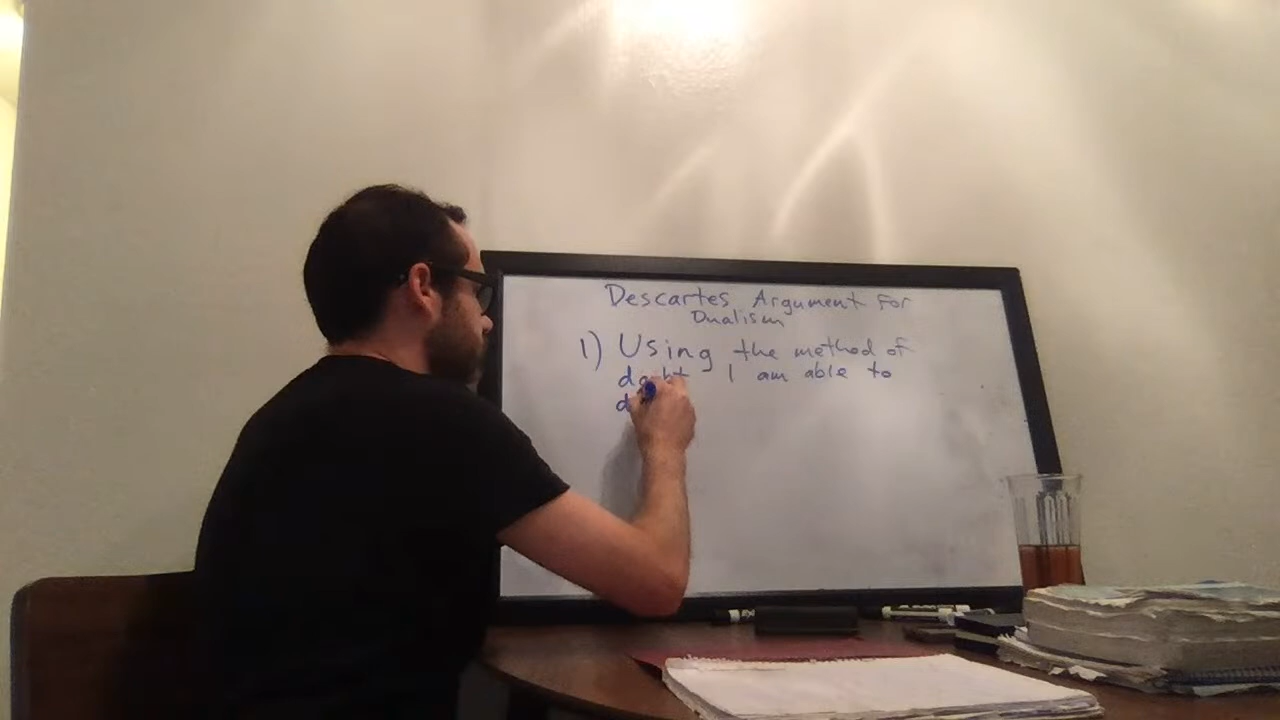 Descartes Argument for
Dualism
1) Using the method of
doubt I am able to
d